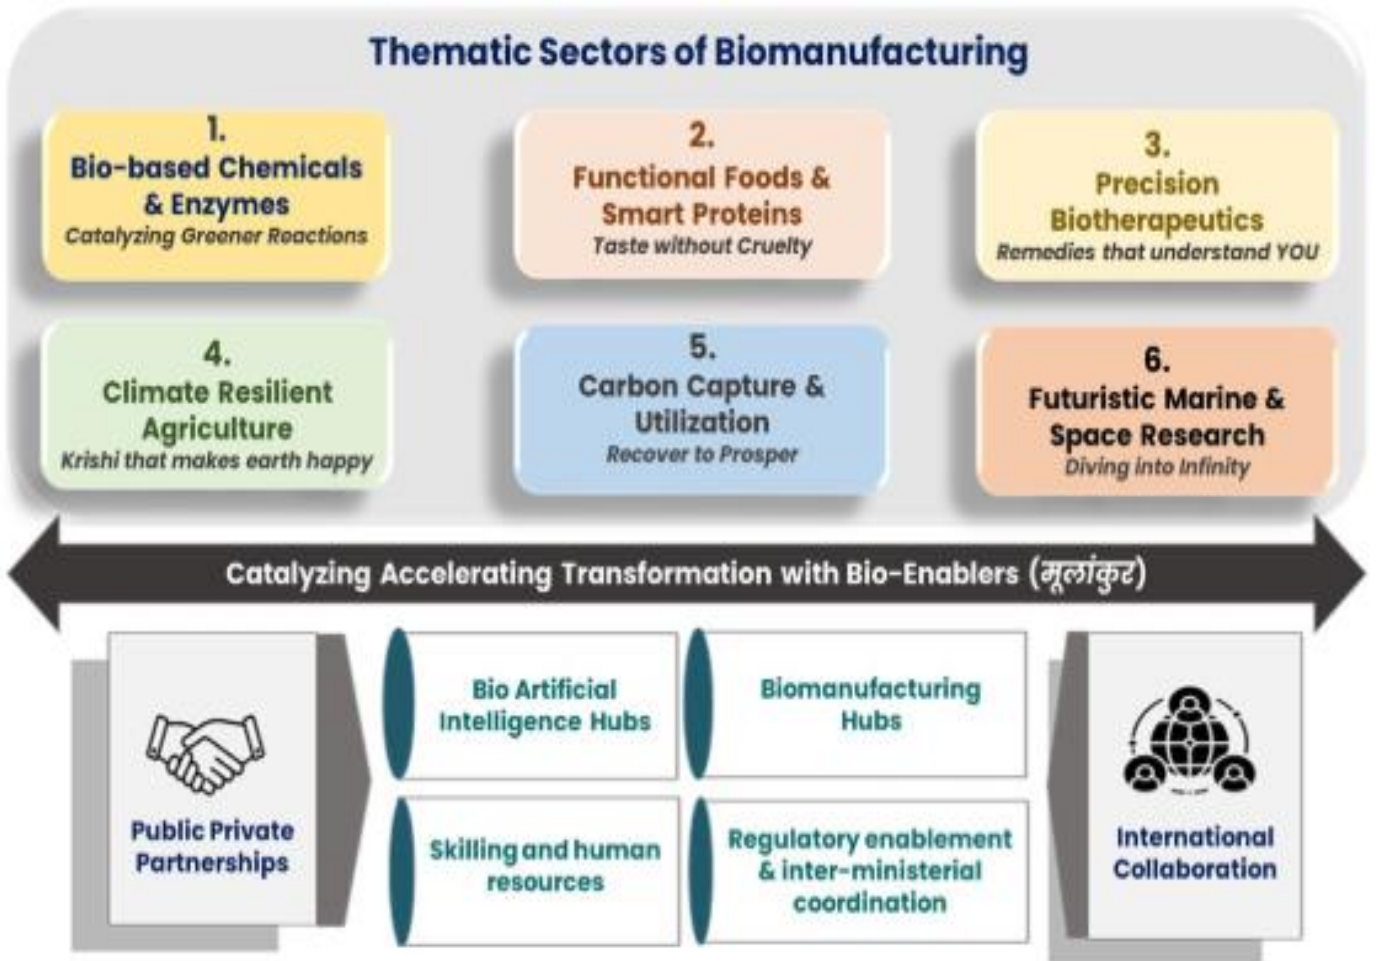 Thematic Sectors of Biomanufacturing
1.
Bio-based Chemicals
& Enzymes
Catalyzing Greener Reactions
2.
Functional Foods &
Smart Proteins
Taste without Cruelty
3.
Precision
Biotherapeutics
Remedies that understand YOU
4.
Climate Resilient
Agriculture
Krishi that makes earth happy
5.
Carbon Capture &
Utilization
Recover to Prosper
6.
Futuristic Marine &
Space Research
Diving into Infinity
Catalyzing Accelerating Transformation with Bio-Enablers (मूलांकुर)
Public Private
Partnerships
Bio Artificial
Intelligence Hubs
Biomanufacturing
Hubs
Skilling and human
resources
Regulatory enablement
& inter-ministerial
coordination
International
Collaboration